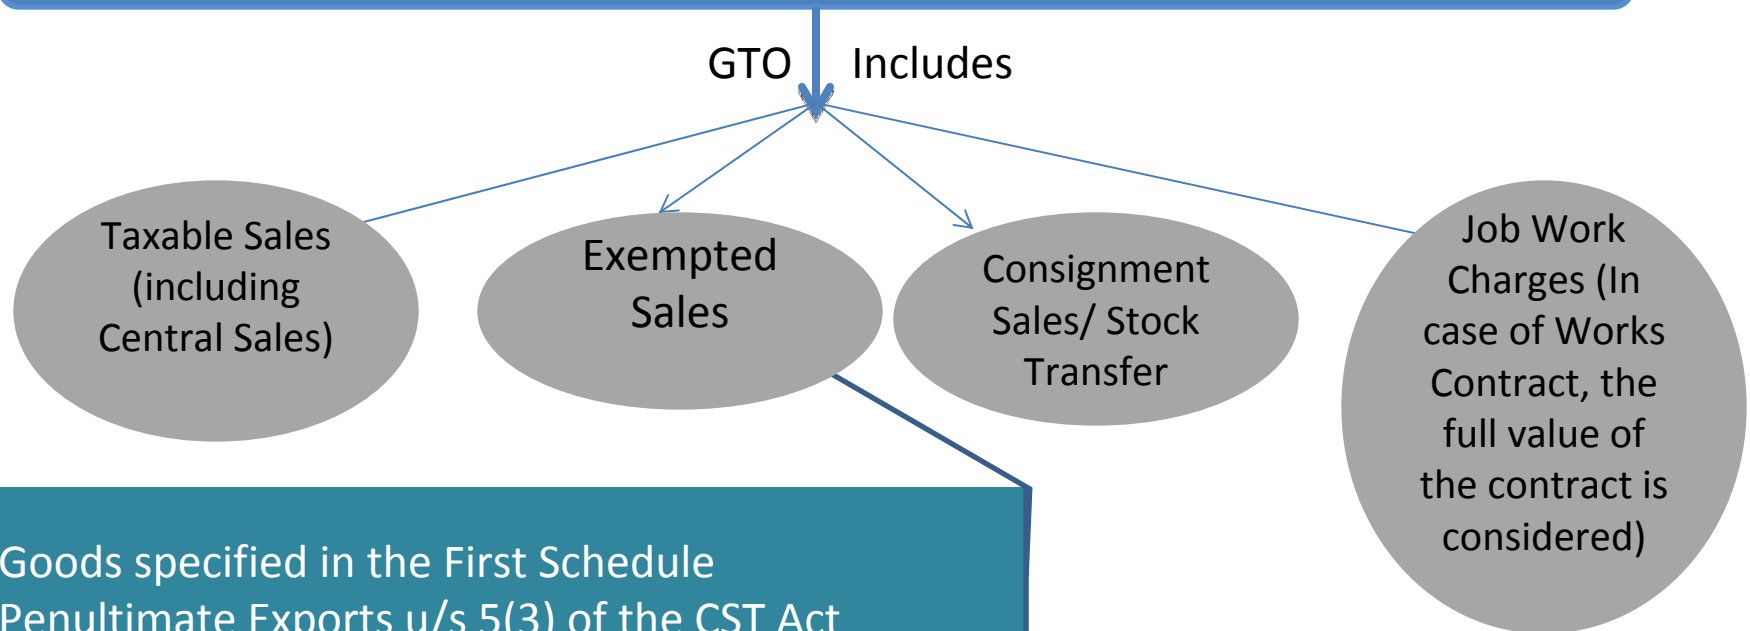 GTO Includes
Taxable Sales
(including
Central Sales)
Exempted
Sales
Consignment
Sales/ Stock
Transfer
Job Work
Charges (In
case of Works
Contract, the
full value of
the contract is
considered)
Goods specified in the First Schedule
Penultimate Exports u/s 5(3) of the CST Act